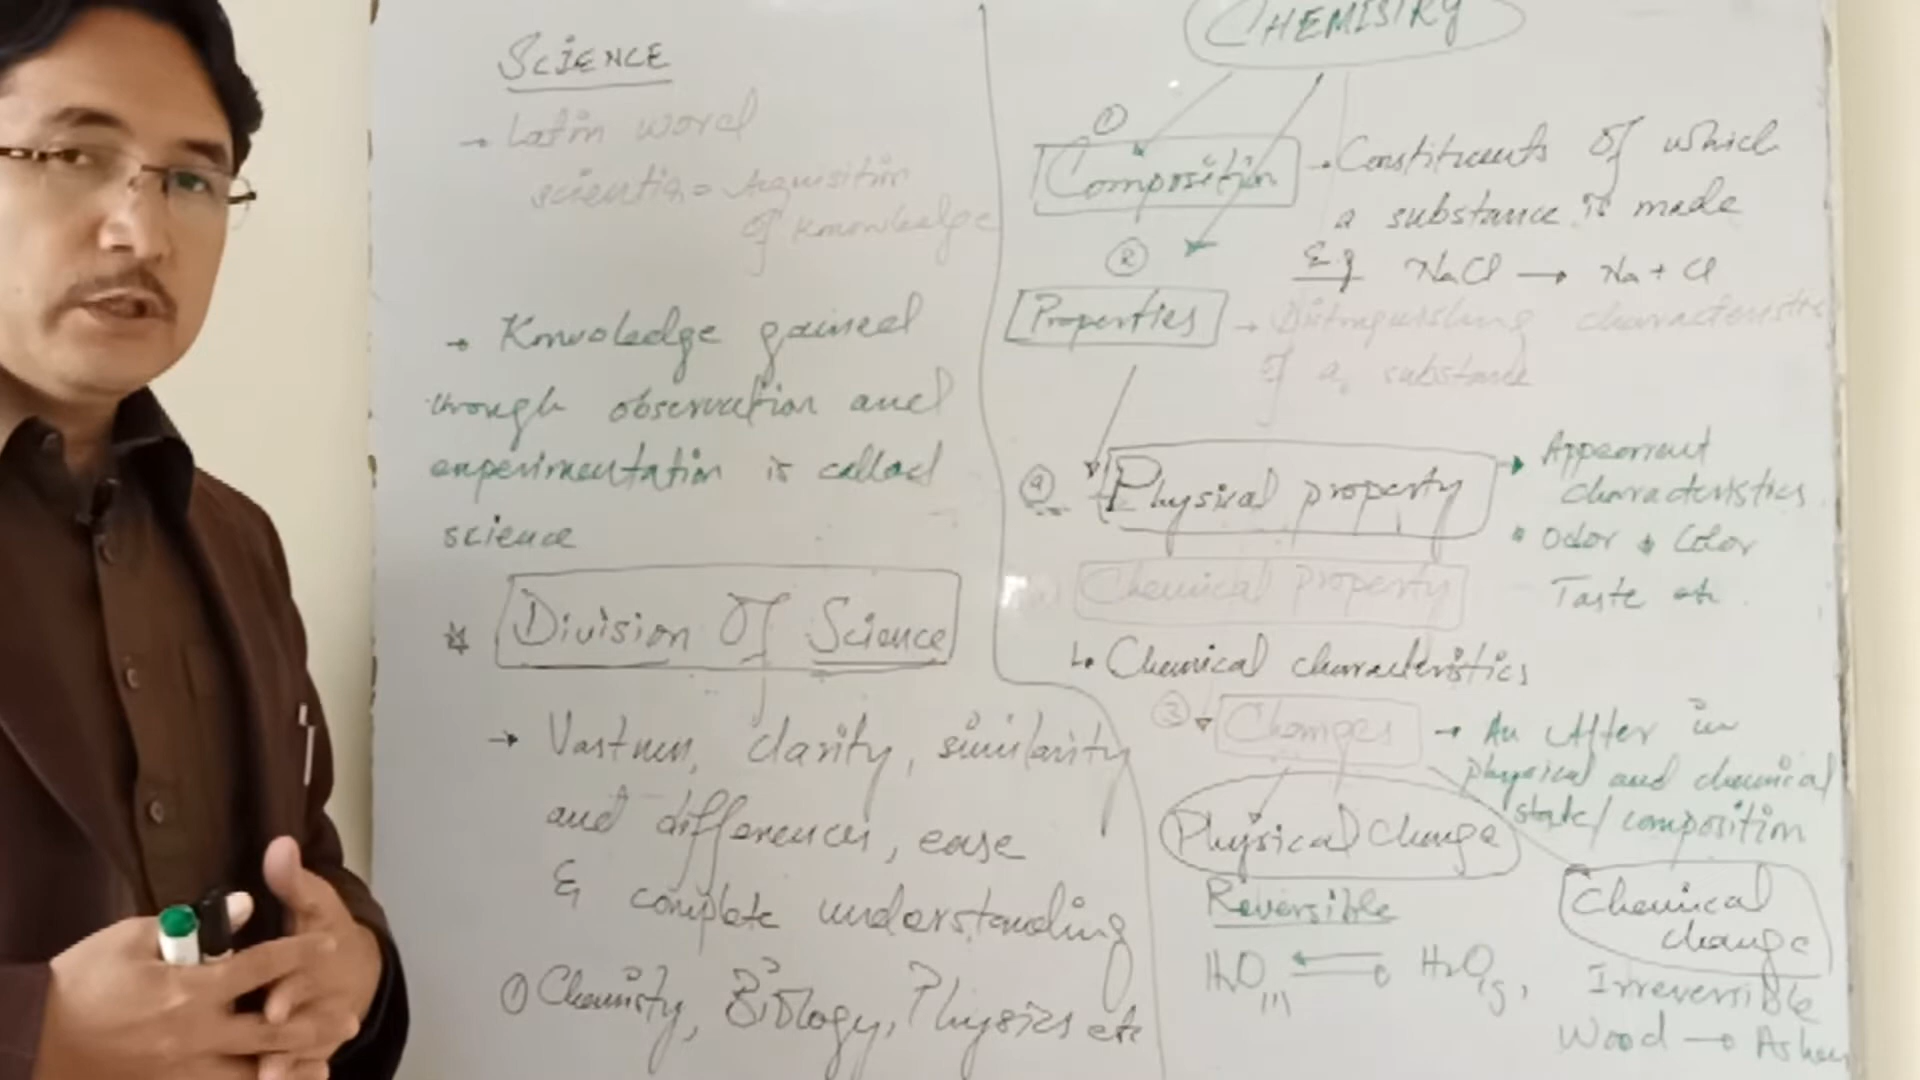 SCIENCE
→ Latin word
scientia = Acquisition
of knowledge
→ Knowledge gained
through observation and
experimentation is called
science
Division Of Science
→ Vastness, clarity, similarity
and differences, ease
& complete understanding
① Chemisty, Biology, Physics etc
CHEMISTRY
①
Composition → Constituents of which
a substance is made
Eg NaCl → Na + Cl
②
Properties → Distinguishing characteristics
of a substance
Physical property → Appearrent
characteristics
Odor Color
Taste etc
Chemical property
Chemical characteristics
③ Changes → An Alter in
physical and chemical
state/composition
Physical Change
Reversible
H2O(l) ⇌ H2O(g)
Chemical
change
Irreversible
Wood → Ashes